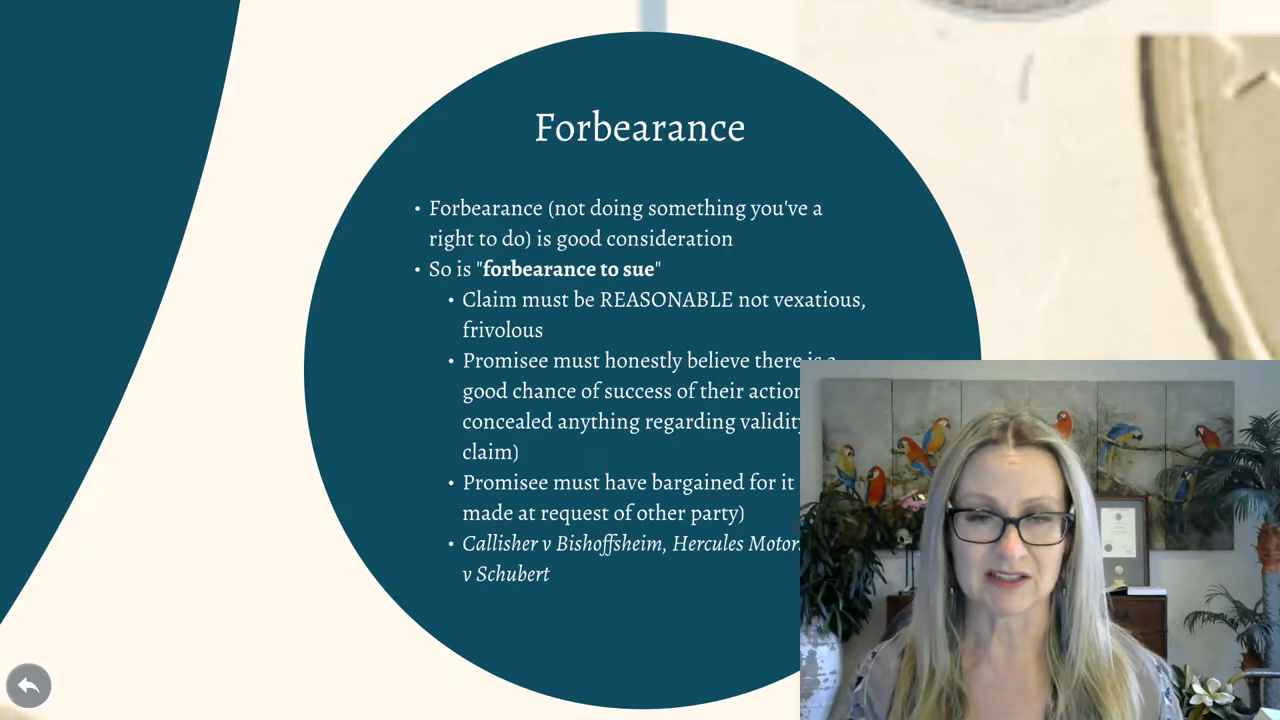 Forbearance
• Forbearance (not doing something you've a
right to do) is good consideration
• So is "forbearance to sue"
• Claim must be REASONABLE not vexatious,
frivolous
• Promisee must honestly believe there is a
good chance of success of their action
concealed anything regarding validity
claim)
• Promisee must have bargained for it
made at request of other party)
• Callisher v Bishoffsheim, Hercules Motors
v Schubert